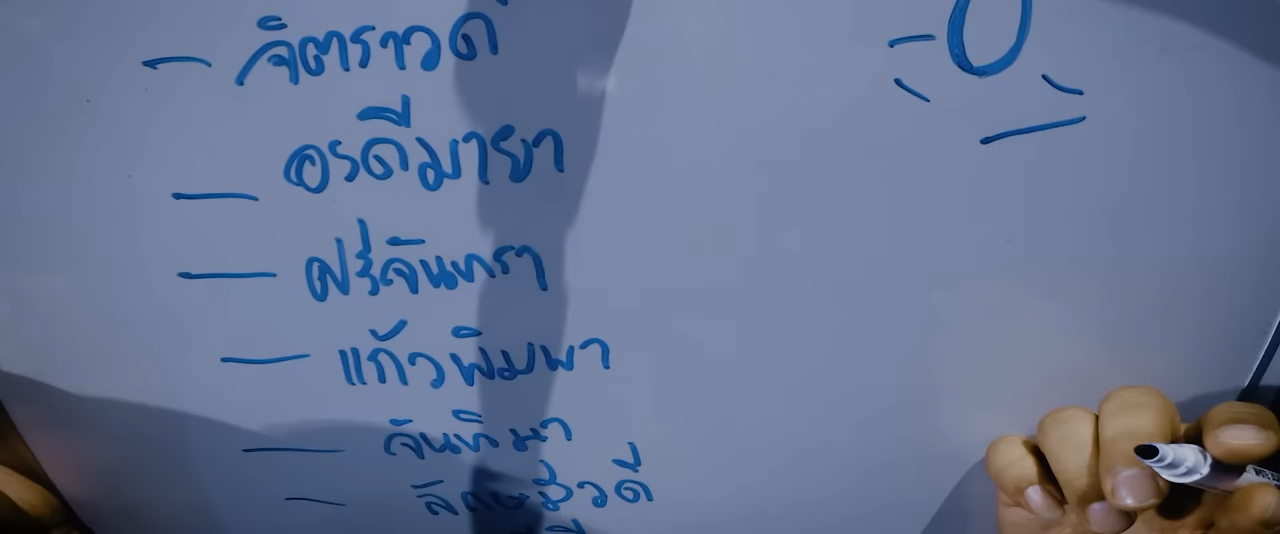 - จิตราวดี
- อรดีมายา
- ศรีจันทรา
- แก้วพิมพา
- จันทิมา